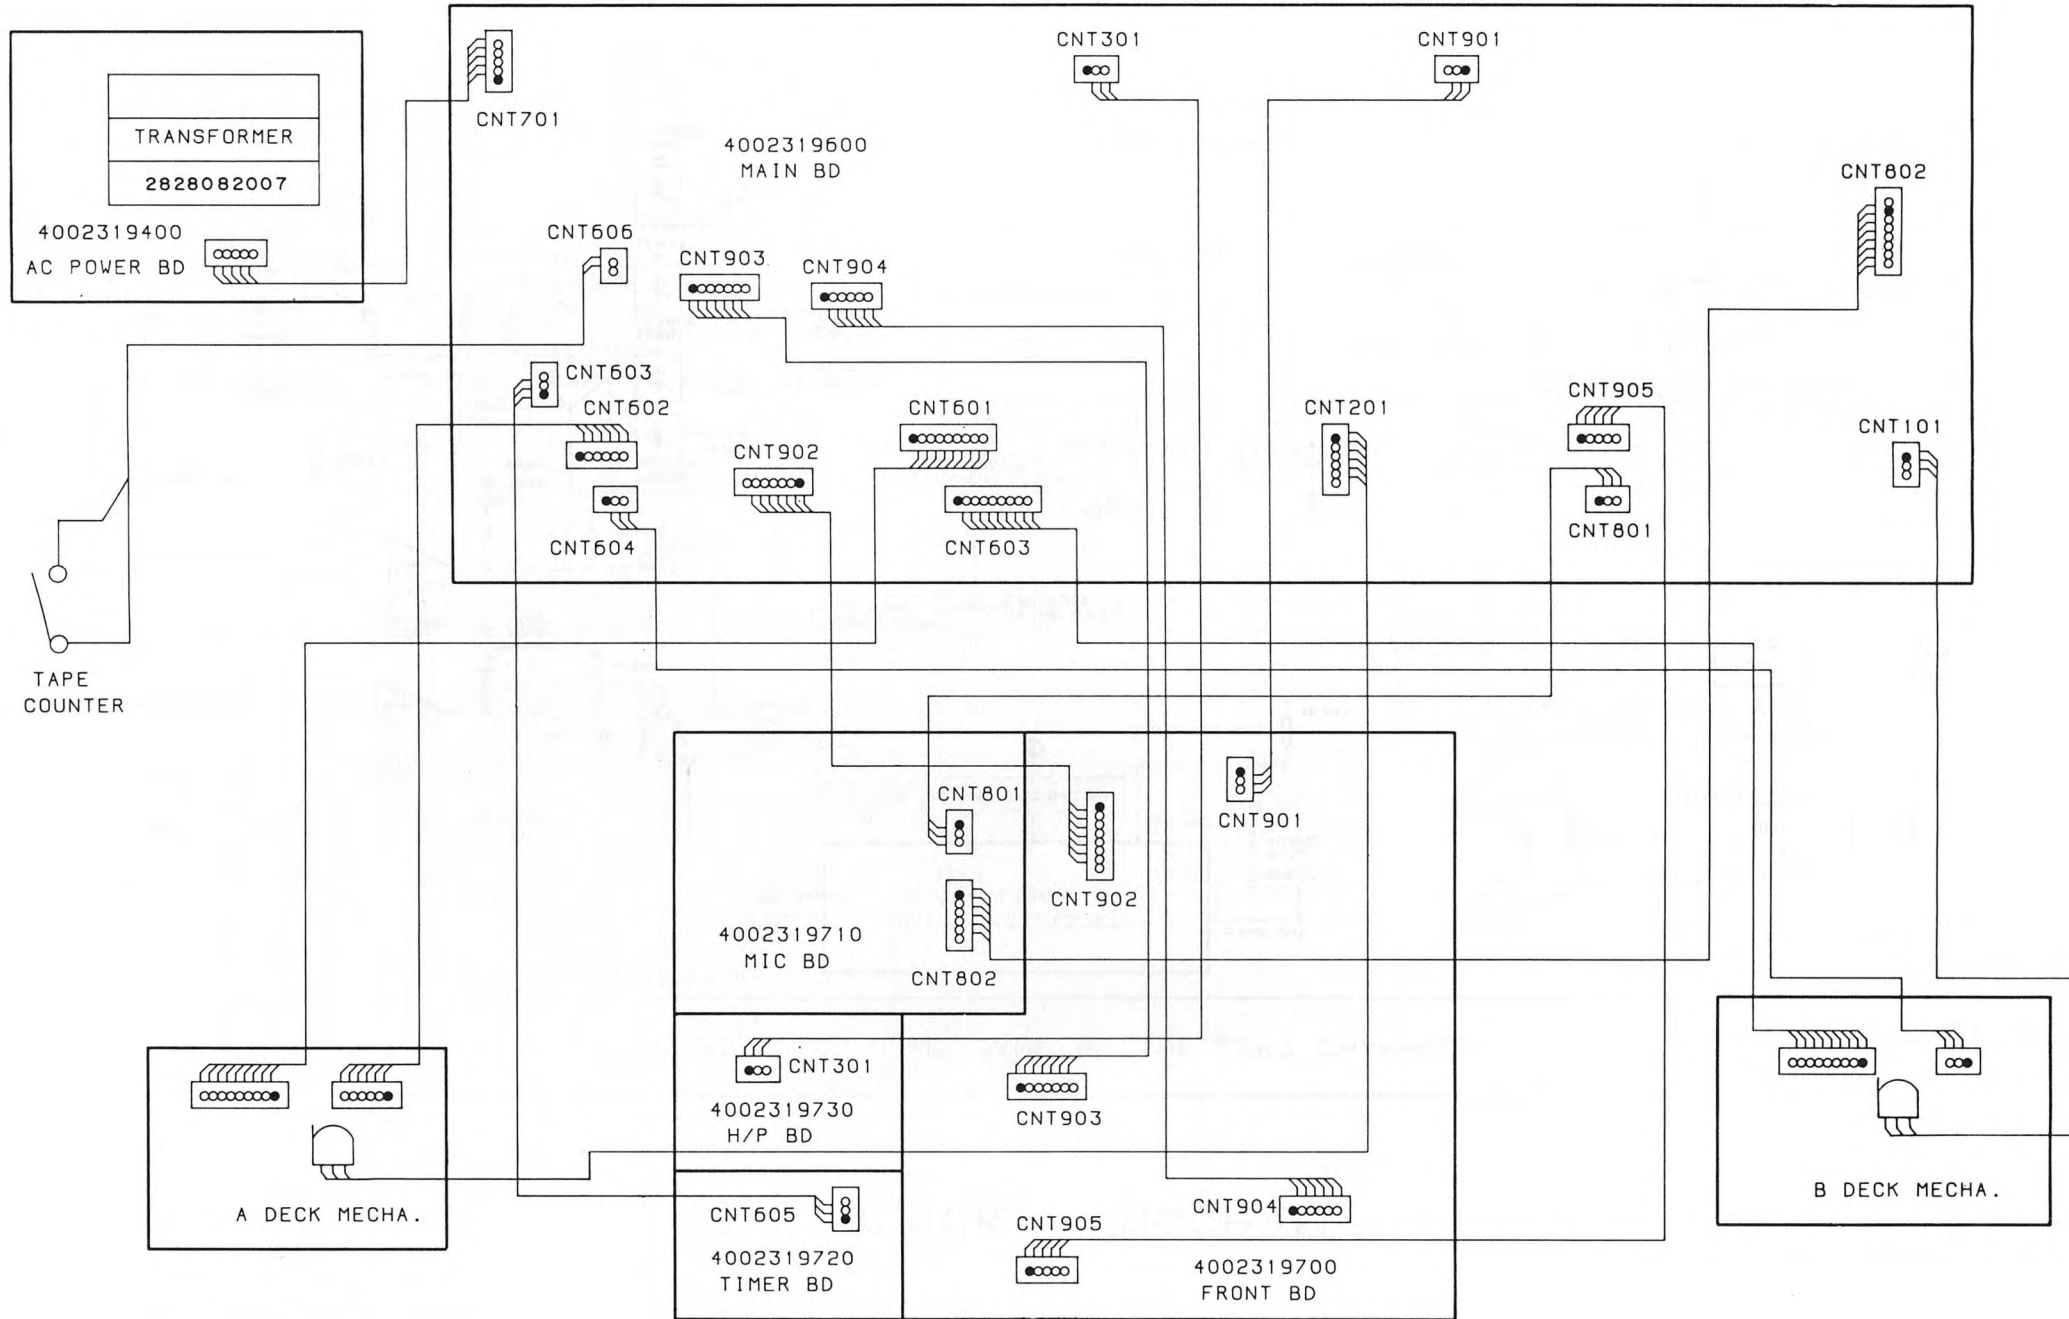 CNT301
CNT901
CNT701
TRANSFORMER
2828082007
4002319600
MAIN BD
CNT802
4002319400
AC POWER BD
CNT606
CNT903
CNT904
CNT603
CNT602
CNT601
CNT201
CNT905
CNT101
CNT902
CNT604
CNT603
CNT801
TAPE
COUNTER
CNT801
CNT901
CNT902
4002319710
MIC BD
CNT802
CNT301
4002319730
H/P BD
CNT903
A DECK MECHA.
CNT605
CNT904
B DECK MECHA.
CNT905
4002319720
TIMER BD
4002319700
FRONT BD